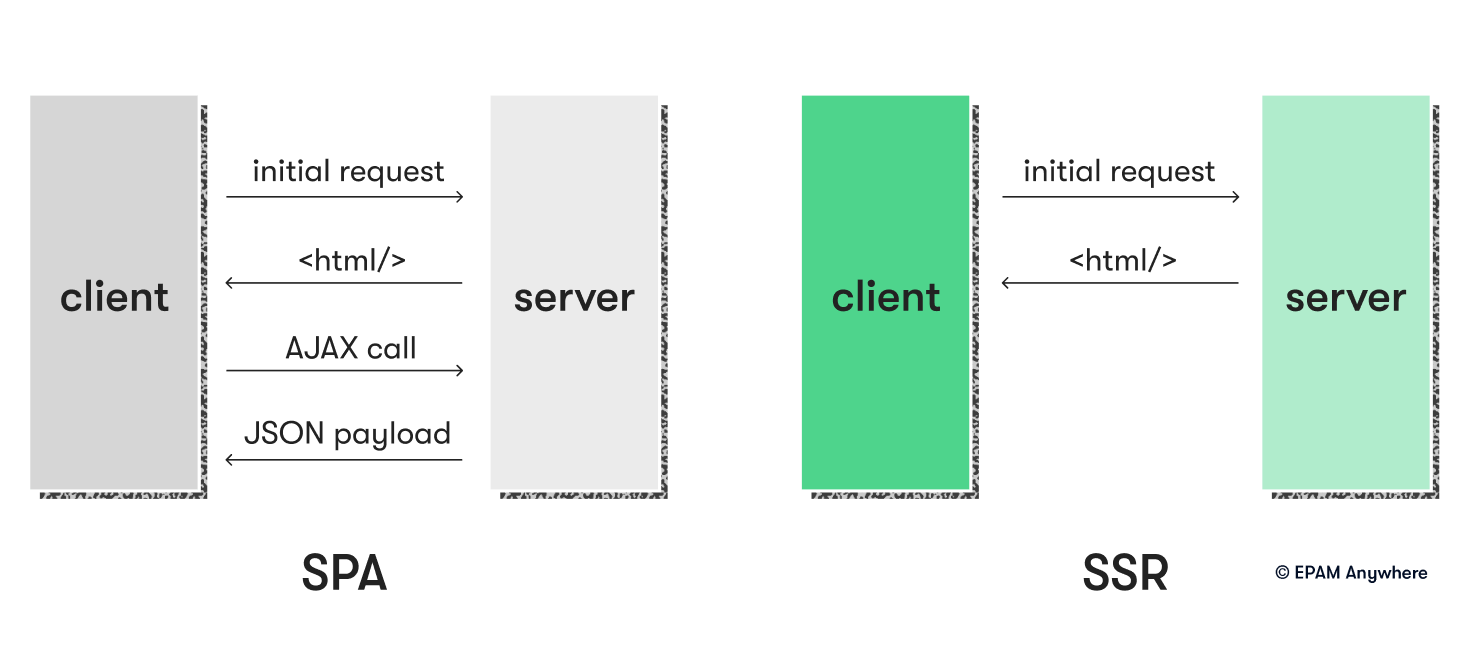 initial request
<html/>
client
server
AJAX call
JSON payload
SPA
initial request
<html/>
client
server
SSR
© EPAM Anywhere